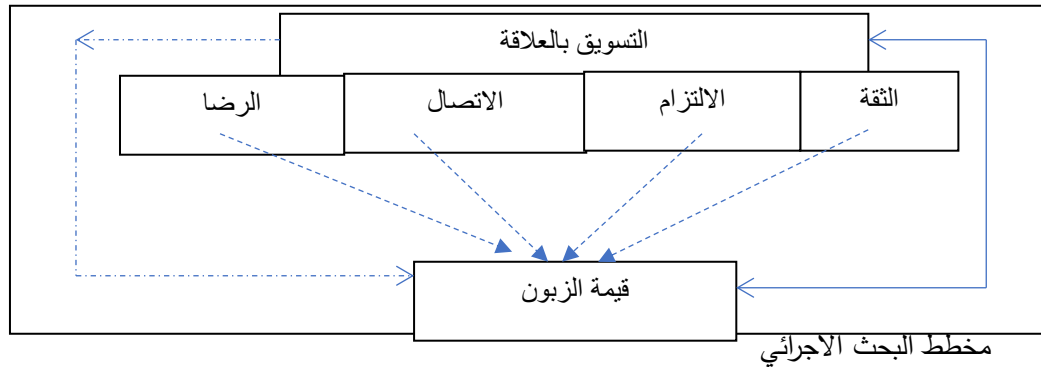 التسويق بالعلاقة
الثقة
الالتزام
الاتصال
الرضا
قيمة الزبون
مخطط البحث الاجرائي